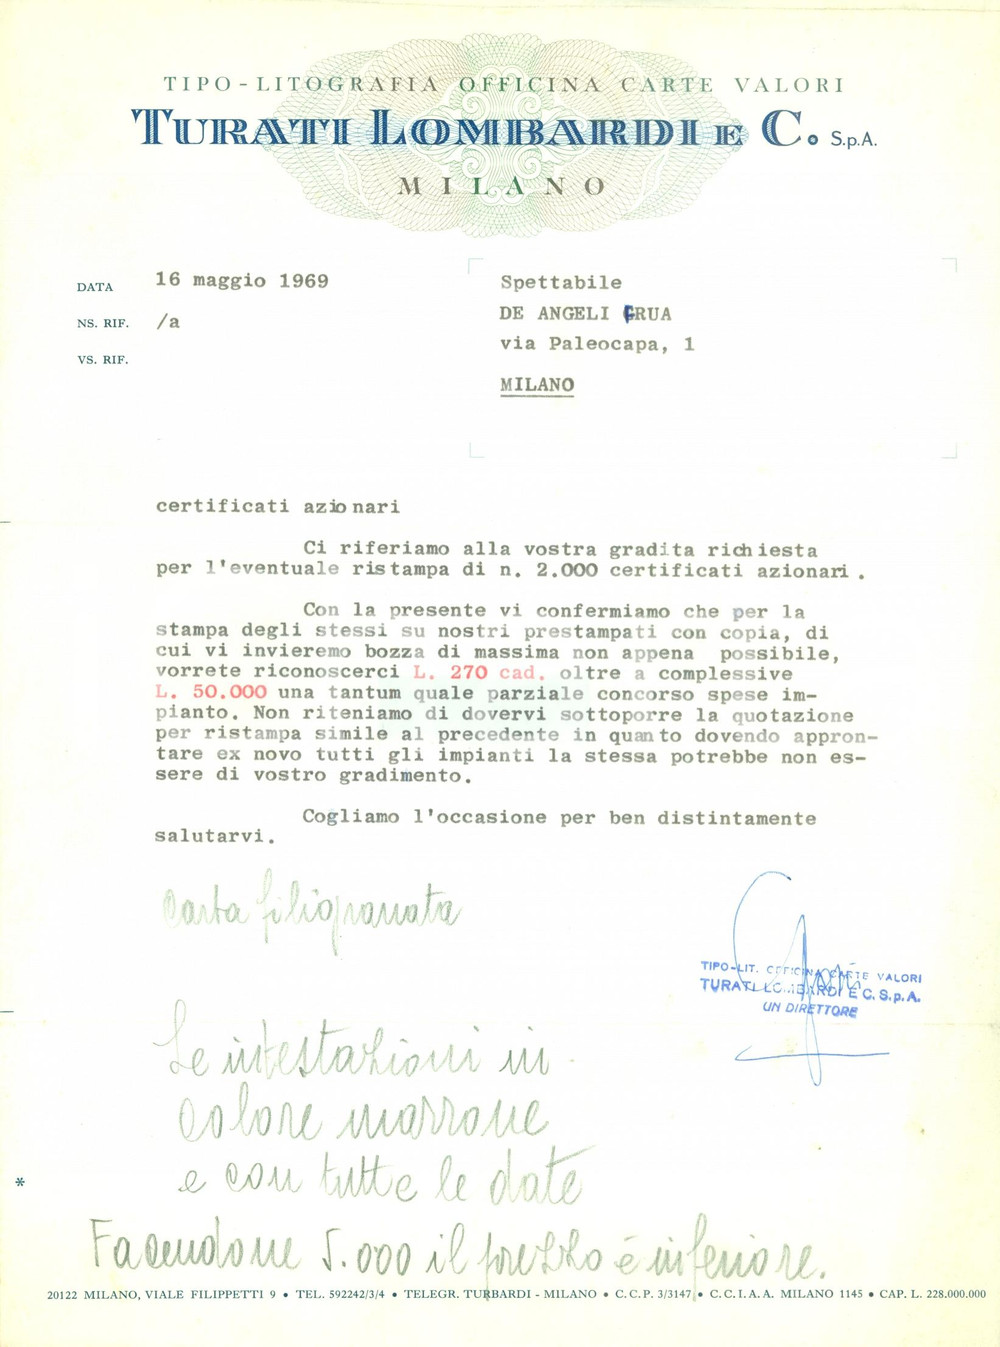 TIPO-LITOGRAFIA OFFICINA CARTE VALORI
TURATI LOMBARDI E C. S.p.A.
MILANO
DATA 16 maggio 1969
NS. RIF. /a
VS. RIF.
Spettabile
DE ANGELI FRUA
via Paleocapa, 1
MILANO
certificati azionari
Ci riferiamo alla vostra gradita richiesta
per l'eventuale ristampa di n. 2.000 certificati azionari.
Con la presente vi confermiamo che per la
stampa degli stessi su nostri prestampati con copia, di
cui vi invieremo bozza di massima non appena possibile,
vorrete riconoscerci L. 270 cad. oltre a complessive
L. 50.000 una tantum quale parziale concorso spese im-
pianto. Non riteniamo di dovervi sottoporre la quotazione
per ristampa simile al precedente in quanto dovendo appron-
tare ex novo tutti gli impianti la stessa potrebbe non es-
sere di vostro gradimento.
Cogliamo l'occasione per ben distintamente
salutarvi.
carta filigranata
TIPO-LIT. OFFICINA CARTE VALORI
TURATI LOMBARDI E C. S.p.A.
UN DIRETTORE
Le intestazioni in
colore marrone
e con tutte le date
Facendone 5.000 il prezzo è inferiore.
*
20122 MILANO, VIALE FILIPPETTI 9 • TEL. 592242/3/4 • TELEGR. TURBARDI - MILANO • C.C.P. 3/3147 • C.C.I.A.A. MILANO 1145 • CAP. L. 228.000.000